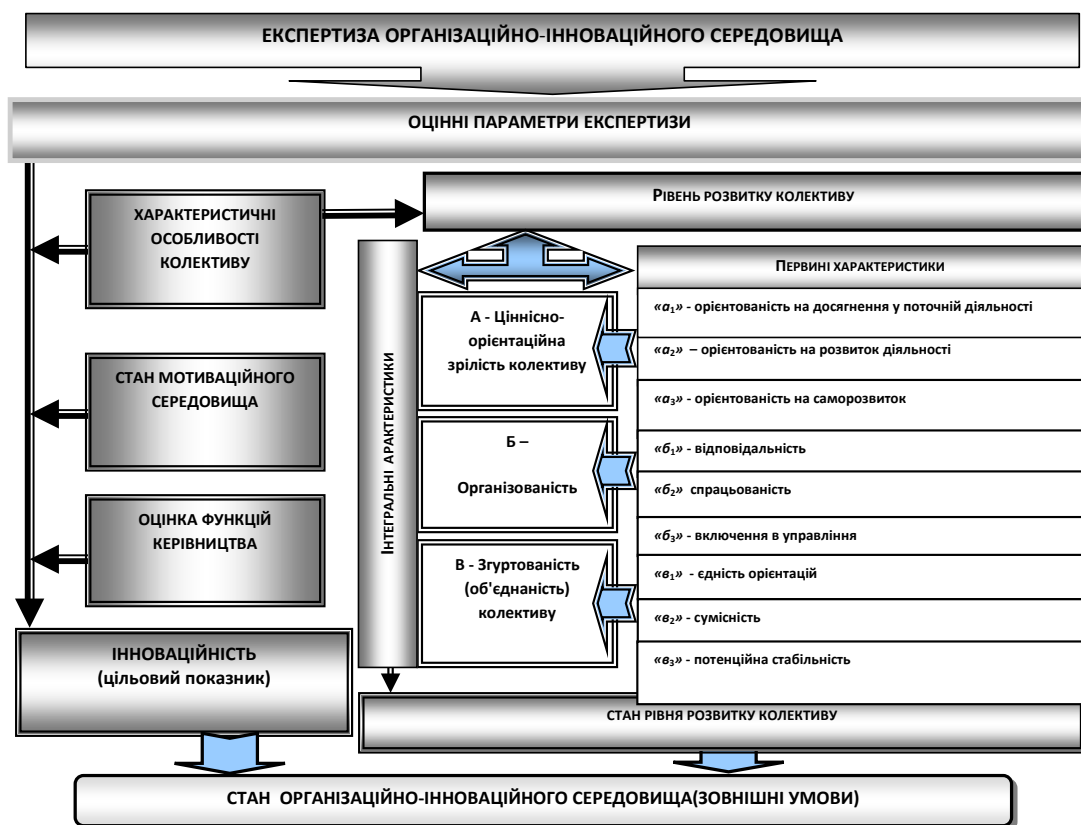 ЕКСПЕРТИЗА ОРГАНІЗАЦІЙНО-ІННОВАЦІЙНОГО СЕРЕДОВИЩА
ОЦІННІ ПАРАМЕТРИ ЕКСПЕРТИЗИ
ХАРАКТЕРИСТИЧНІ
ОСОБЛИВОСТІ
КОЛЕКТИВУ
СТАН МОТИВАЦІЙНОГО
СЕРЕДОВИЩА
ОЦІНКА ФУНКЦІЙ
КЕРІВНИЦТВА
ІННОВАЦІЙНІСТЬ
(цільовий показник)
РІВЕНЬ РОЗВИТКУ КОЛЕКТИВУ
ІНТЕГРАЛЬНІ АРАКТЕРИСТИКИ
А - Ціннісно-
орієнтаційна
зрілість колективу
Б –
Організованість
В - Згуртованість
(об'єднаність)
колективу
ПЕРВИНІ ХАРАКТЕРИСТИКИ
«а₁» - орієнтованість на досягнення у поточній діяльності
«а₂» – орієнтованість на розвиток діяльності
«а₃» - орієнтованість на саморозвиток
«б₁» - відповідальність
«б₂» спрацьованість
«б₃» - включення в управління
«в₁» - єдність орієнтацій
«в₂» - сумісність
«в₃» - потенційна стабільність
СТАН РІВНЯ РОЗВИТКУ КОЛЕКТИВУ
СТАН ОРГАНІЗАЦІЙНО-ІННОВАЦІЙНОГО СЕРЕДОВИЩА(ЗОВНІШНІ УМОВИ)